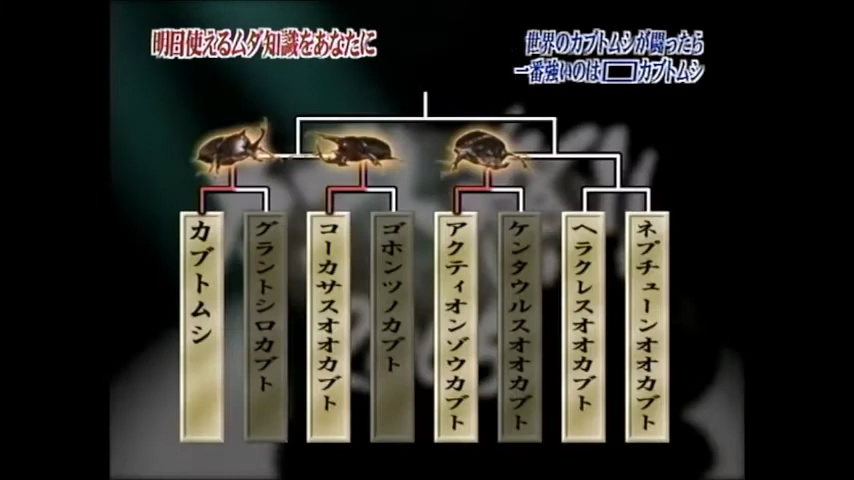 明日使えるムダ知識をあなたに
世界のカブトムシが闘ったら
一番強いのは□カブトムシ
カブトムシ
グラントシロカブト
コーカサスオオカブト
ゴホンツノカブト
アクティオンゾウカブト
ケンタウルスオオカブト
ヘラクレスオオカブト
ネプチューンオオカブト